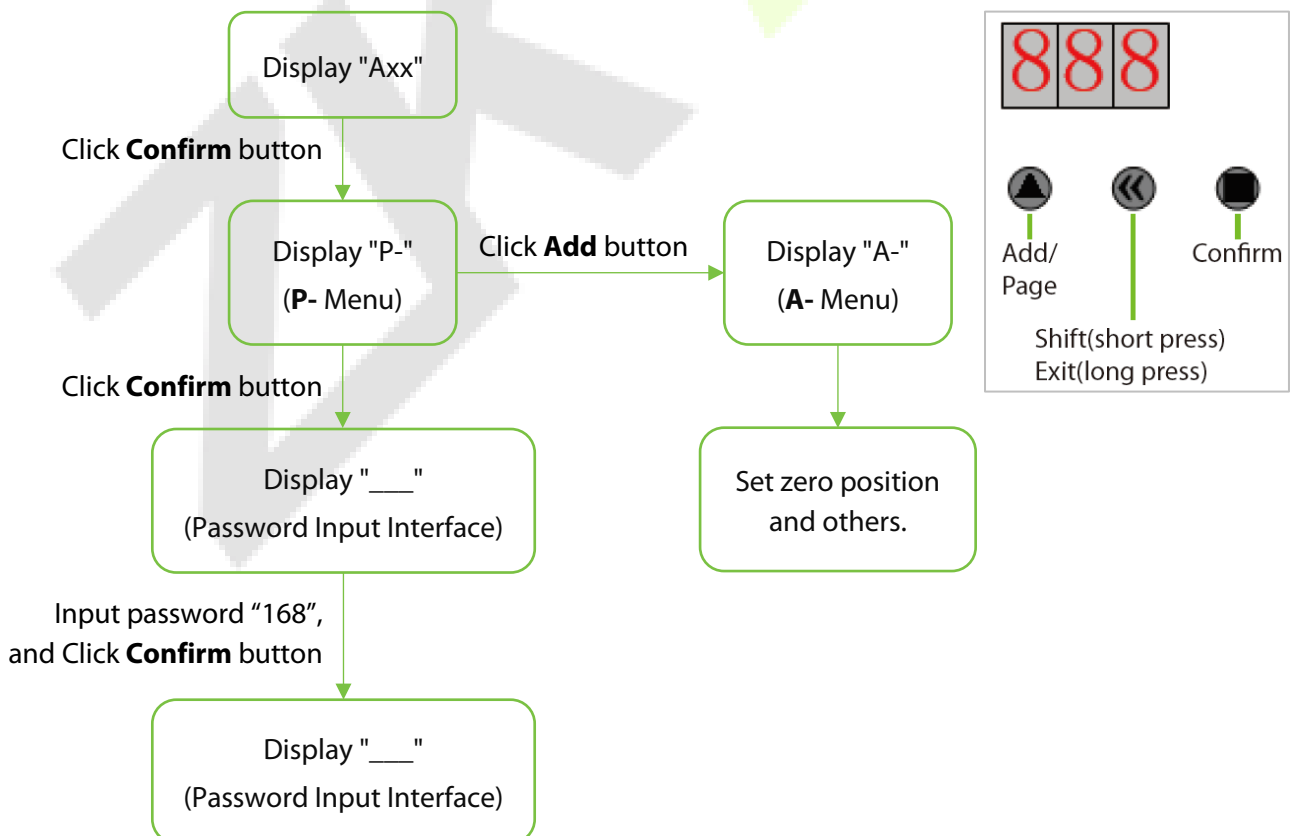 Display "Axx"
Click Confirm button
Display "P-"
(P- Menu)
Click Add button
Display "A-"
(A- Menu)
Click Confirm button
Display "___"
(Password Input Interface)
Set zero position
and others.
Input password “168”,
and Click Confirm button
Display "___"
(Password Input Interface)
888
Add/
Page
Confirm
Shift(short press)
Exit(long press)